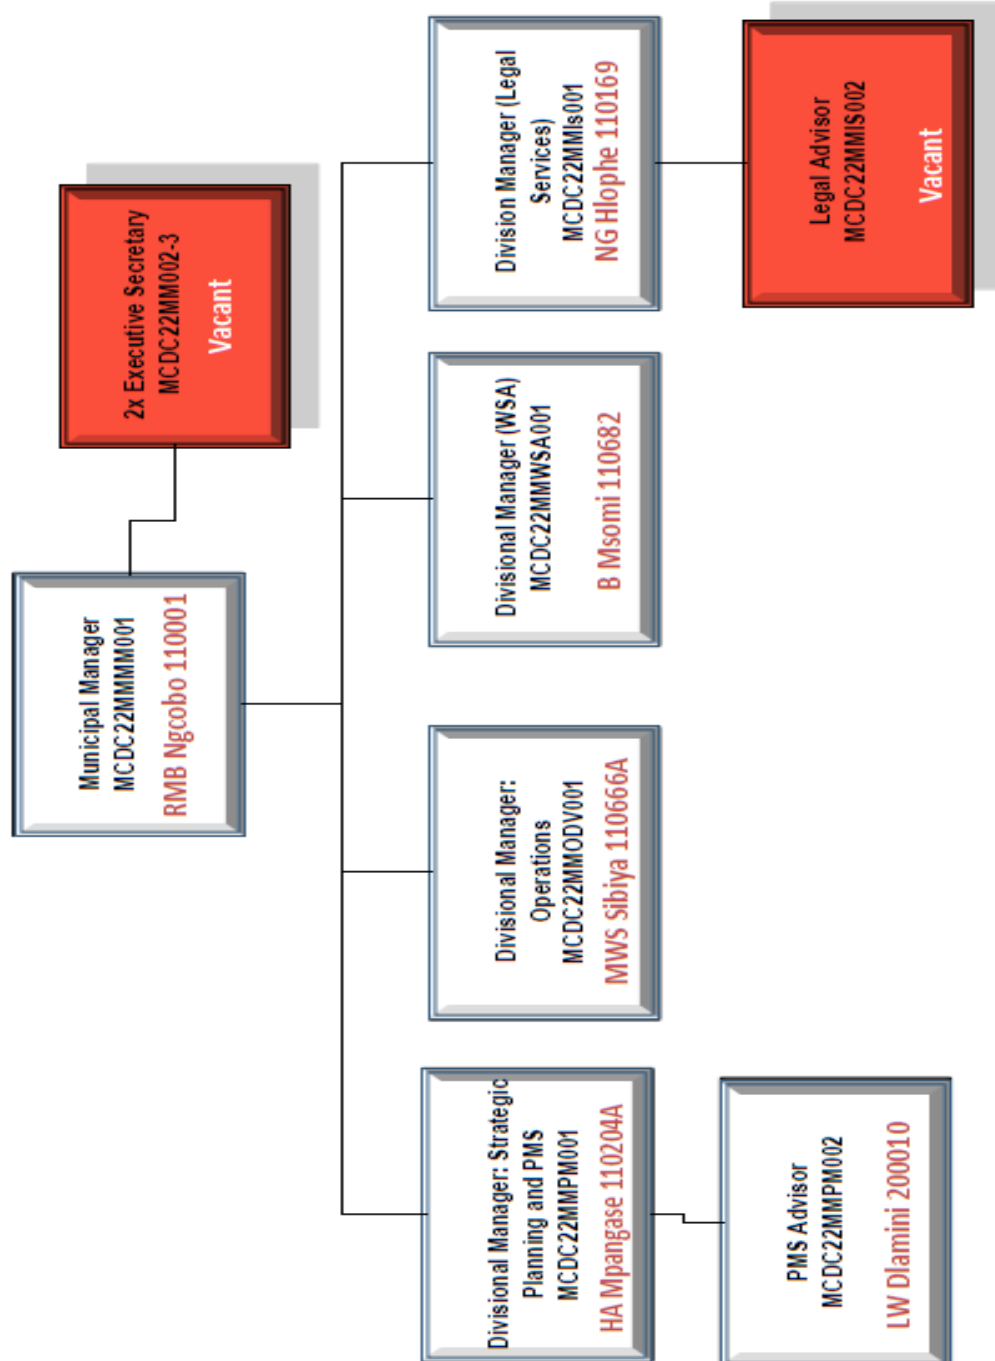 Municipal Manager
MCDC22MMMM001
RMB Ngcobo 110001
2x Executive Secretary
MCDC22MM002-3
Vacant
Divisional Manager: Strategic
Planning and PMS
MCDC22MMPM001
HA Mpangase 110204A
Divisional Manager:
Operations
MCDC22MMODV001
MWS Sibiya 110666A
Divisional Manager (WSA)
MCDC22MMWSA001
B Msomi 110682
Division Manager (Legal
Services)
MCDC22MMls001
NG Hlophe 110169
PMS Advisor
MCDC22MMPM002
LW Dlamini 200010
Legal Advisor
MCDC22MMlS002
Vacant